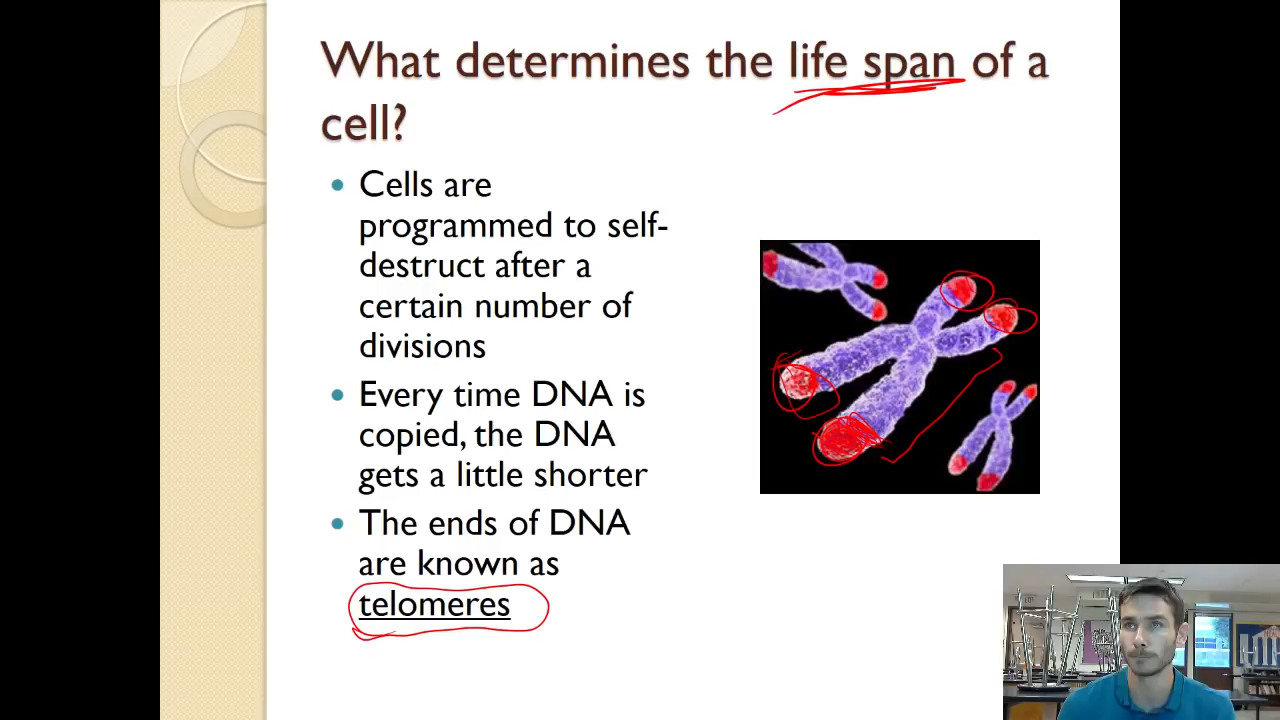 What determines the life span of a
cell?
• Cells are
programmed to self-
destruct after a
certain number of
divisions
• Every time DNA is
copied, the DNA
gets a little shorter
• The ends of DNA
are known as
telomeres